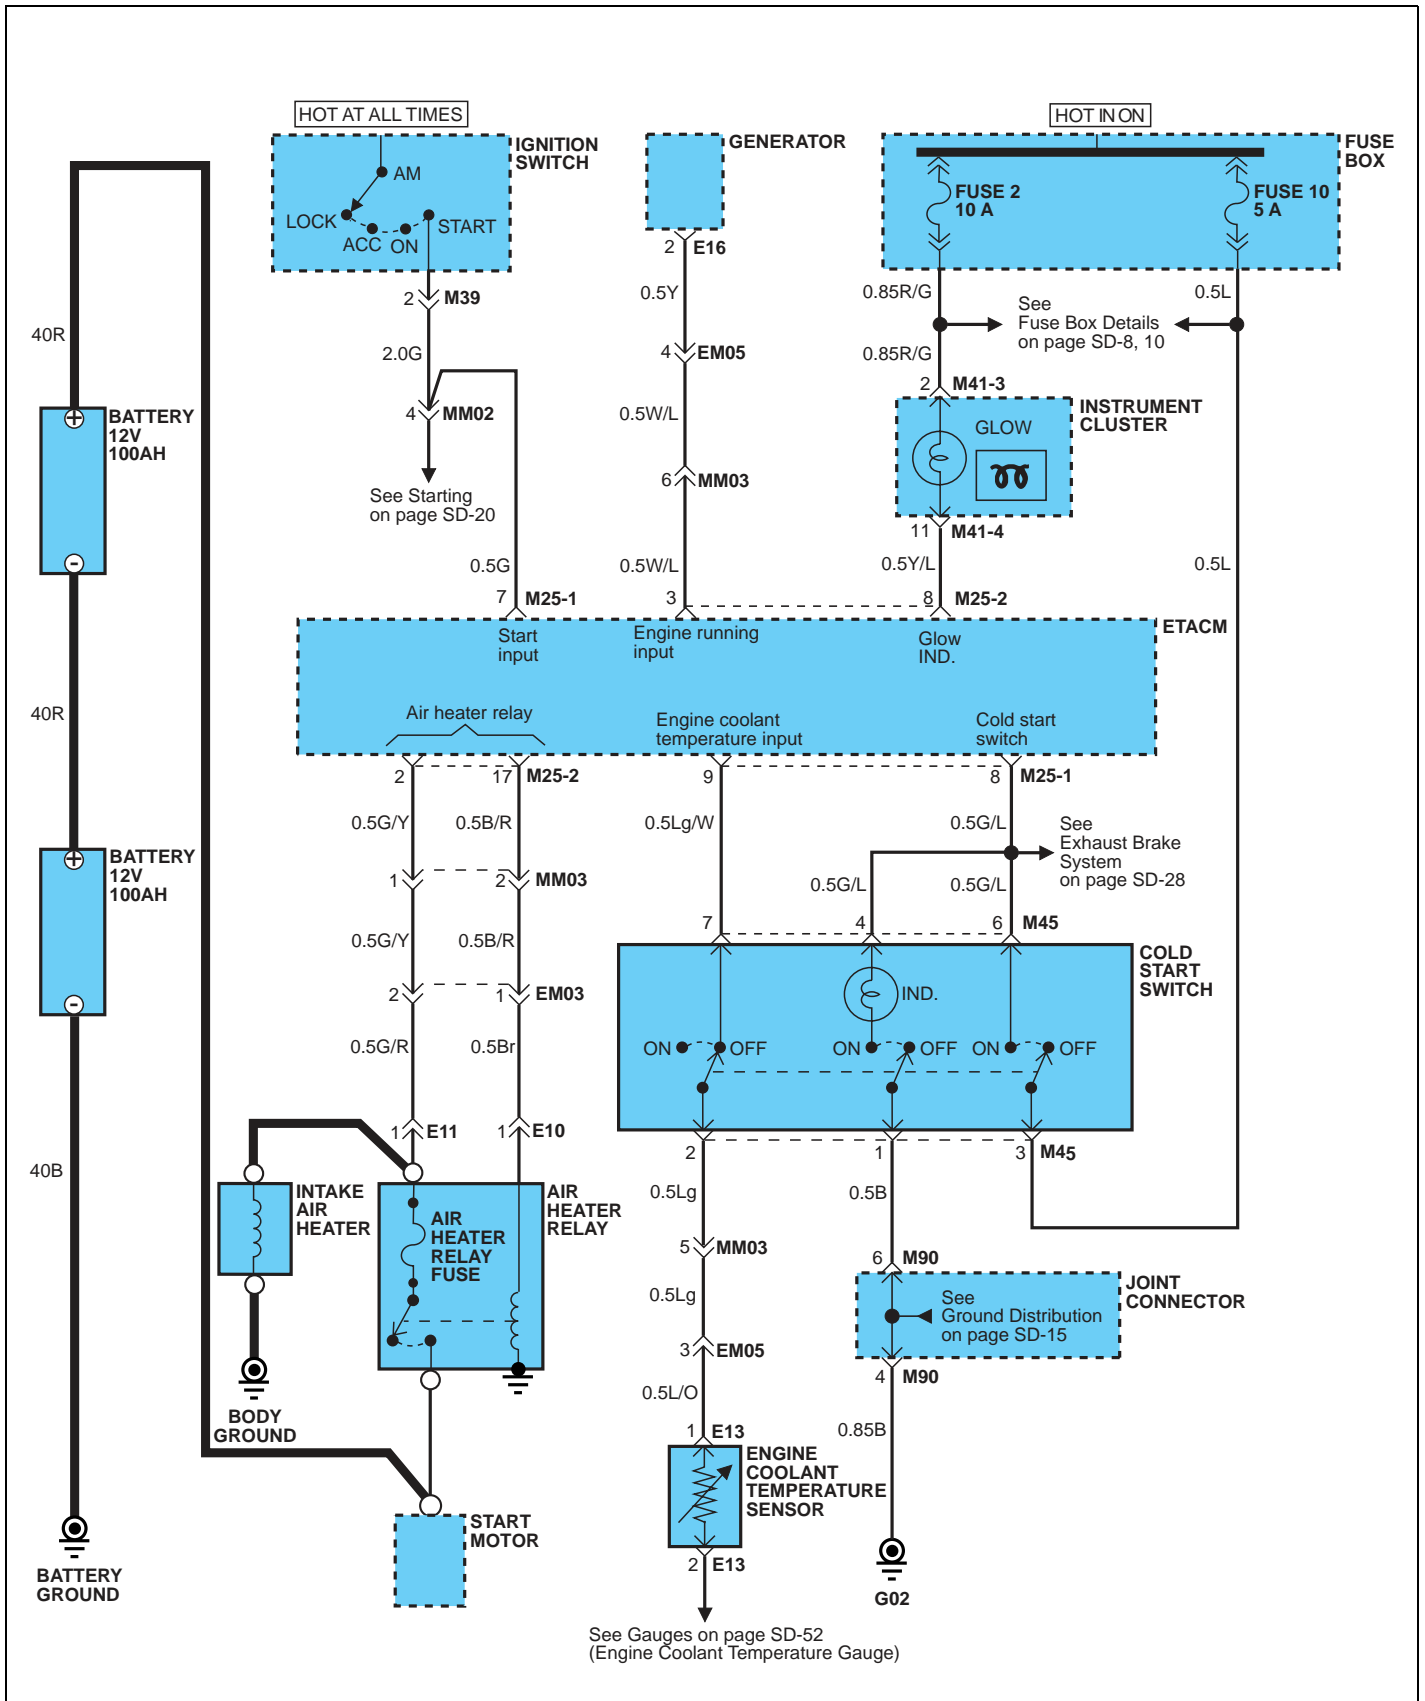 HOT AT ALL TIMES
HOT IN ON
IGNITION
SWITCH
AM
LOCK
ACC
ON
START
GENERATOR
FUSE
BOX
FUSE 2
10 A
FUSE 10
5 A
2
M39
2
E16
0.5Y
0.85R/G
See
Fuse Box Details
on page SD-8, 10
0.5L
40R
2.0G
4
EM05
0.85R/G
2
M41-3
BATTERY
12V
100AH
+
-
4
MM02
0.5W/L
GLOW
INSTRUMENT
CLUSTER
See Starting
on page SD-20
6
MM03
11
M41-4
0.5G
0.5W/L
0.5Y/L
0.5L
7
M25-1
3
8
M25-2
ETACM
Start
input
Engine running
input
Glow
IND.
40R
Air heater relay
Engine coolant
temperature input
Cold start
switch
2
17
M25-2
9
8
M25-1
0.5G/Y
0.5B/R
0.5Lg/W
0.5G/L
See
Exhaust Brake
System
on page SD-28
BATTERY
12V
100AH
+
-
1
2
MM03
0.5G/L
0.5G/L
0.5G/Y
0.5B/R
7
4
6
M45
COLD
START
SWITCH
2
1
EM03
IND.
0.5G/R
0.5Br
ON
OFF
ON
OFF
ON
OFF
1
E11
1
E10
2
1
3
M45
40B
INTAKE
AIR
HEATER
AIR
HEATER
RELAY
FUSE
AIR
HEATER
RELAY
0.5Lg
0.5B
5
MM03
6
M90
0.5Lg
See
Ground Distribution
on page SD-15
JOINT
CONNECTOR
3
EM05
4
M90
0.5L/O
0.85B
BODY
GROUND
1
E13
ENGINE
COOLANT
TEMPERATURE
SENSOR
START
MOTOR
2
E13
BATTERY
GROUND
G02
See Gauges on page SD-52
(Engine Coolant Temperature Gauge)